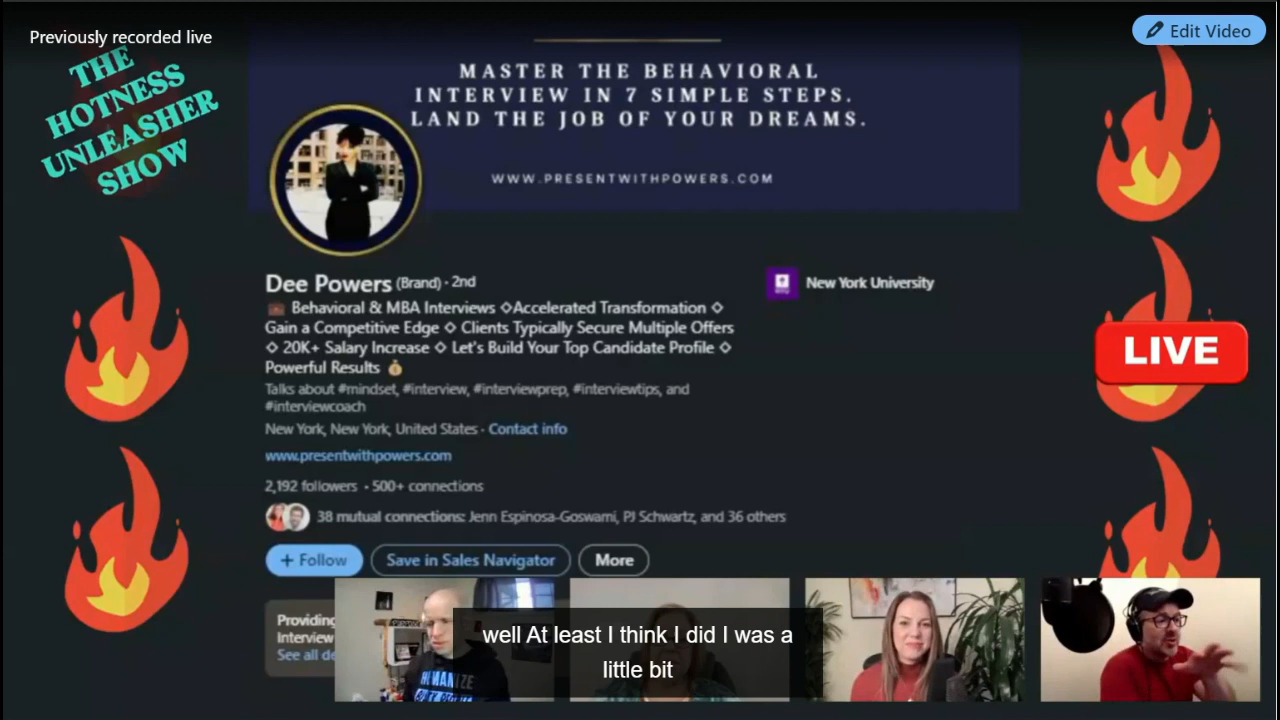 Previously recorded live
Edit Video
THE
HOTNESS
UNLEASHER
SHOW
MASTER THE BEHAVIORAL
INTERVIEW IN 7 SIMPLE STEPS.
LAND THE JOB OF YOUR DREAMS.
WWW.PRESENTWITHPOWERS.COM
Dee Powers (Brand) · 2nd
New York University
💼 Behavioral & MBA Interviews ◇Accelerated Transformation ◇
Gain a Competitive Edge ◇ Clients Typically Secure Multiple Offers
◇ 20K+ Salary Increase ◇ Let's Build Your Top Candidate Profile ◇
Powerful Results 💰
LIVE
Talks about #mindset, #interview, #interviewprep, #interviewtips, and
#interviewcoach
New York, New York, United States · Contact info
www.presentwithpowers.com
2,192 followers · 500+ connections
38 mutual connections: Jenn Espinosa-Goswami, PJ Schwartz, and 36 others
+ Follow
Save in Sales Navigator
More
Providing
Interview
See all de
HUMANIZE
well At least I think I did I was a
little bit